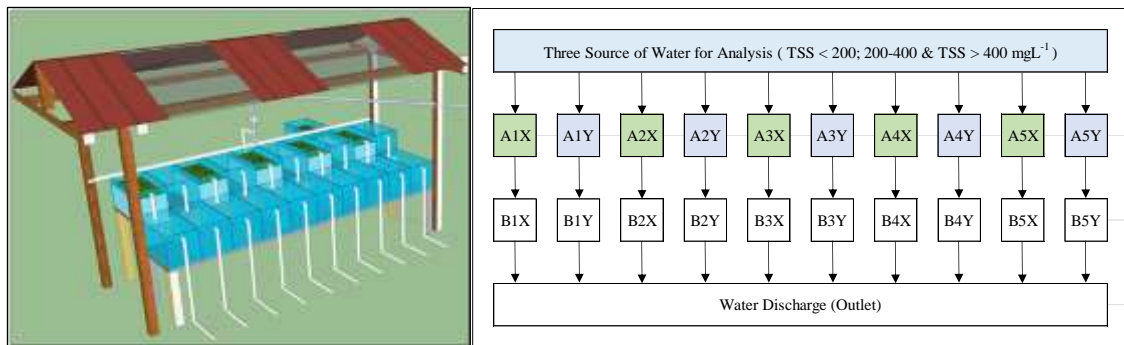 Three Source of Water for Analysis ( TSS < 200; 200-400 & TSS > 400 mgL-1 )
A1X A1Y A2X A2Y A3X A3Y A4X A4Y A5X A5Y
B1X B1Y B2X B2Y B3X B3Y B4X B4Y B5X B5Y
Water Discharge (Outlet)